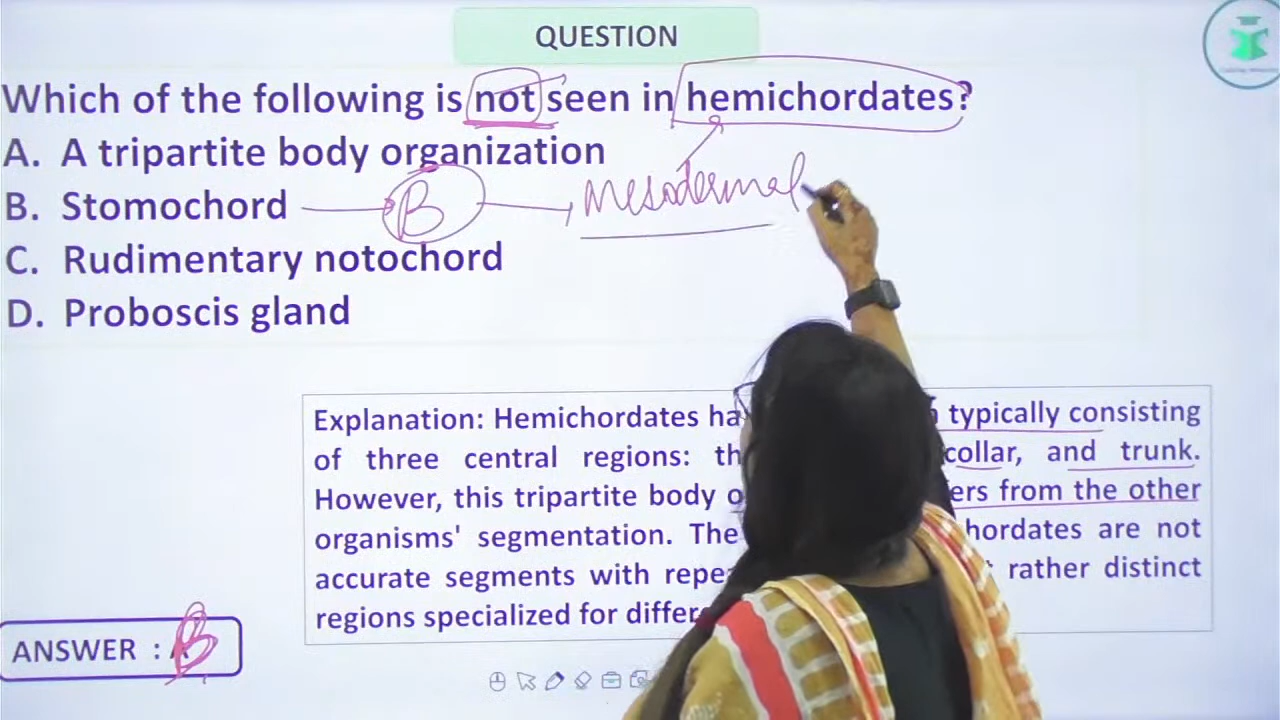 QUESTION
Which of the following is not seen in hemichordates?
A. A tripartite body organization
B. Stomochord
B
Mesodermal
C. Rudimentary notochord
D. Proboscis gland
Explanation: Hemichordates ha typically consisting
of three central regions: th collar, and trunk.
However, this tripartite body o ers from the other
organisms' segmentation. The hordates are not
accurate segments with repe rather distinct
regions specialized for differ
ANSWER : B